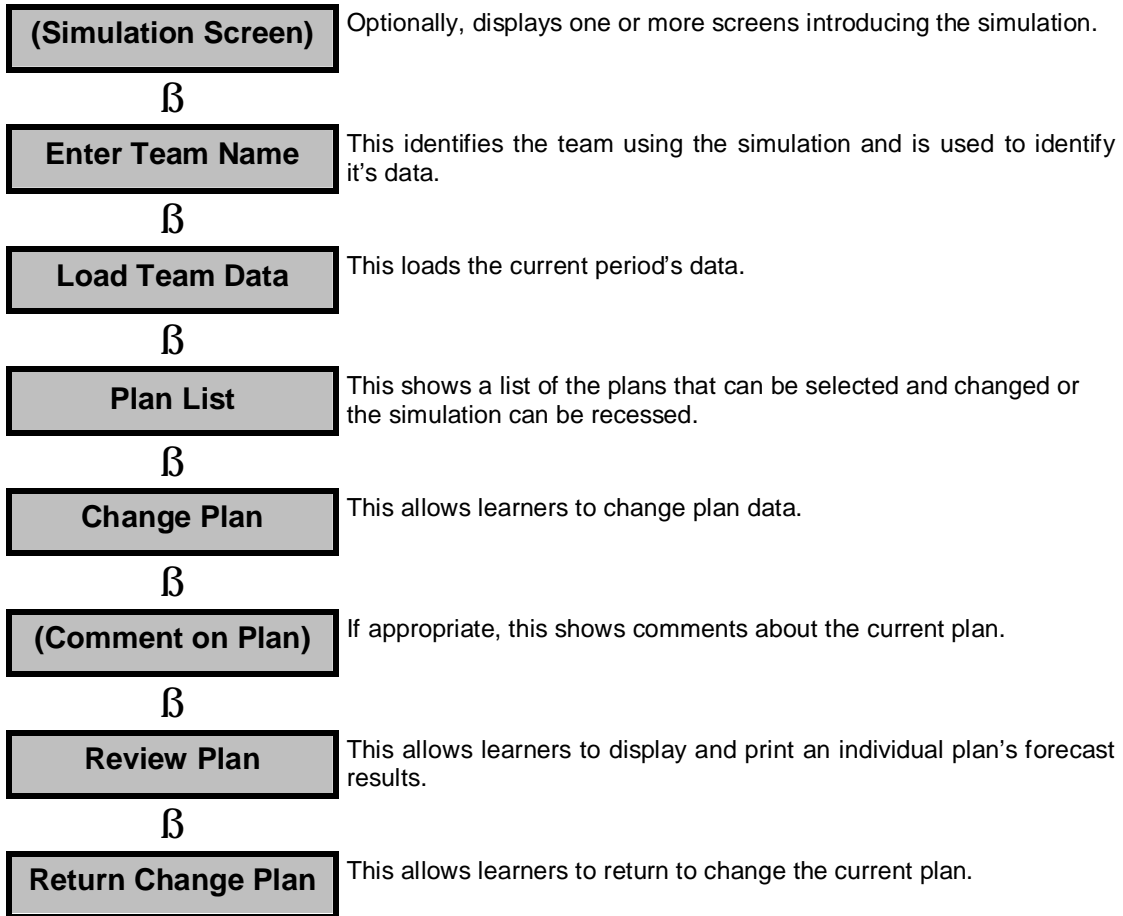 (Simulation Screen)
Optionally, displays one or more screens introducing the simulation.
ß
Enter Team Name
This identifies the team using the simulation and is used to identify
it's data.
ß
Load Team Data
This loads the current period's data.
ß
Plan List
This shows a list of the plans that can be selected and changed or
the simulation can be recessed.
ß
Change Plan
This allows learners to change plan data.
ß
(Comment on Plan)
If appropriate, this shows comments about the current plan.
ß
Review Plan
This allows learners to display and print an individual plan's forecast
results.
ß
Return Change Plan
This allows learners to return to change the current plan.